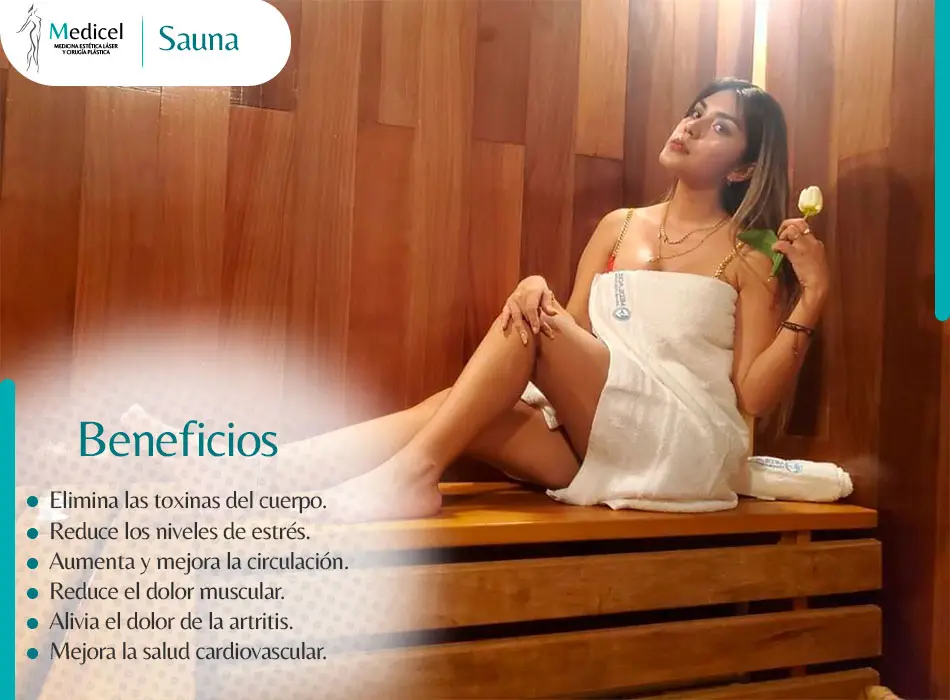 Medicel
MEDICINA ESTÉTICA LÁSER
Y CIRUGÍA PLÁSTICA
Sauna
Beneficios
Elimina las toxinas del cuerpo.
Reduce los niveles de estrés.
Aumenta y mejora la circulación.
Reduce el dolor muscular.
Alivia el dolor de la artritis.
Mejora la salud cardiovascular.